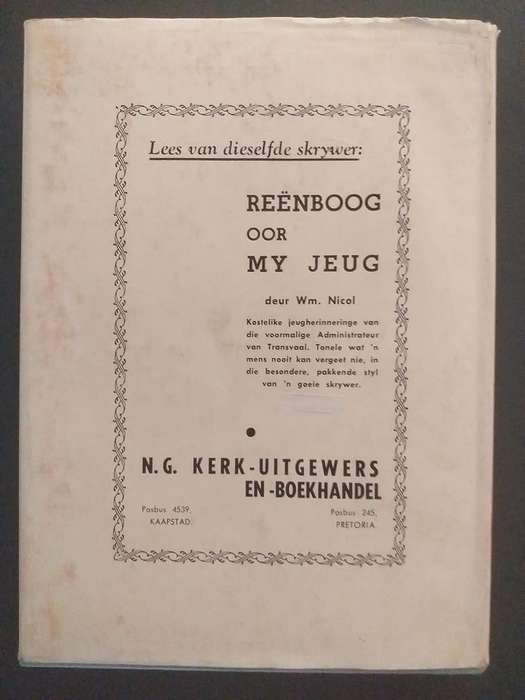 Lees van dieselfde skrywer:
REËNBOOG
OOR
MY JEUG
deur Wm. Nicol
Kostelike jeugherinneringe van
die voormalige Administrateur
van Transvaal. Tonele wat 'n
mens nooit kan vergeet nie, in
die besondere, pakkende styl
van 'n goeie skrywer.
N.G. KERK-UITGEWERS
EN -BOEKHANDEL
Posbus 4539,
KAAPSTAD.
Posbus 245,
PRETORIA.